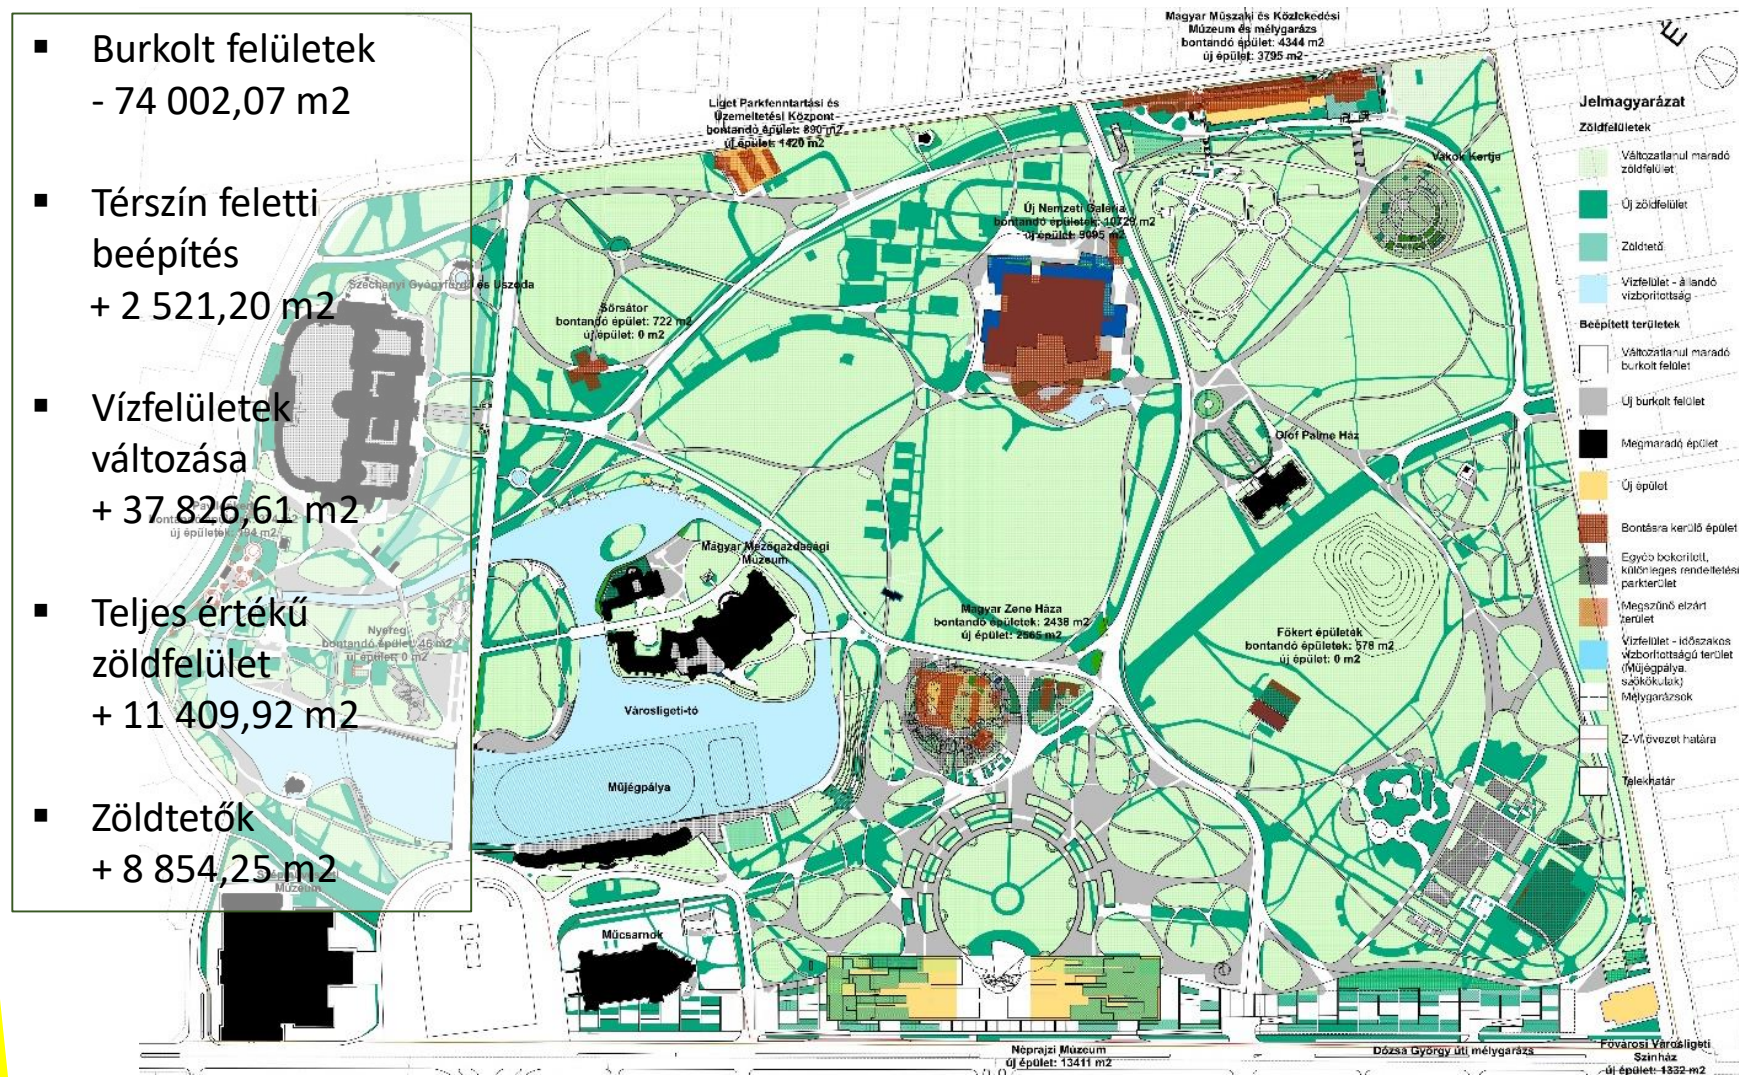 ▪ Burkolt felületek
- 74 002,07 m2
▪ Térszín feletti
beépítés
+ 2 521,20 m2
▪ Vízfelületek
változása
+ 37 826,61 m2
▪ Teljes értékű
zöldfelület
+ 11 409,92 m2
▪ Zöldtetők
+ 8 854,25 m2
Magyar Műszaki és Közlekedési
Múzeum és mélygarázs
bontandó épület: 4344 m2
új épület: 3795 m2
Liget Parkfenntartási és
Üzemeltetési Központ
bontandó épület: 890 m2
új épület: 1420 m2
Vakok Kertje
Új Nemzeti Galéria
bontandó épületek: 10729 m2
új épület: 9095 m2
Széchenyi Gyógyfürdő és Uszoda
Sörsátor
bontandó épület: 722 m2
új épület: 0 m2
Olof Palme Ház
új épületek: 194 m2
Magyar Mezőgazdasági
Múzeum
Nyereg
bontandó épület: 46 m2
új épület: 0 m2
Magyar Zene Háza
bontandó épületek: 2438 m2
új épület: 2565 m2
Főkert épületek
bontandó épületek: 578 m2
új épület: 0 m2
Városligeti-tó
Műjégpálya
Múzeum
Műcsarnok
Néprajzi Múzeum
új épület: 13411 m2
Dózsa György úti mélygarázs
Fővárosi Városligeti
Színház
új épület: 1332 m2
É
Jelmagyarázat
Zöldfelületek
Változatlanul maradó
zöldfelület
Új zöldfelület
Zöldtető
Vízfelület - állandó
vízborítottság
Beépített területek
Változatlanul maradó
burkolt felület
Új burkolt felület
Megmaradó épület
Új épület
Bontásra kerülő épület
Egyéb bekerített,
különleges rendeltetésű
parkterület
Megszűnő elzárt
terület
Vízfelület - időszakos
vízborítottságú terület
(Műjégpálya,
szökőkutak)
Mélygarázsok
Z-VI övezet határa
Telekhatár